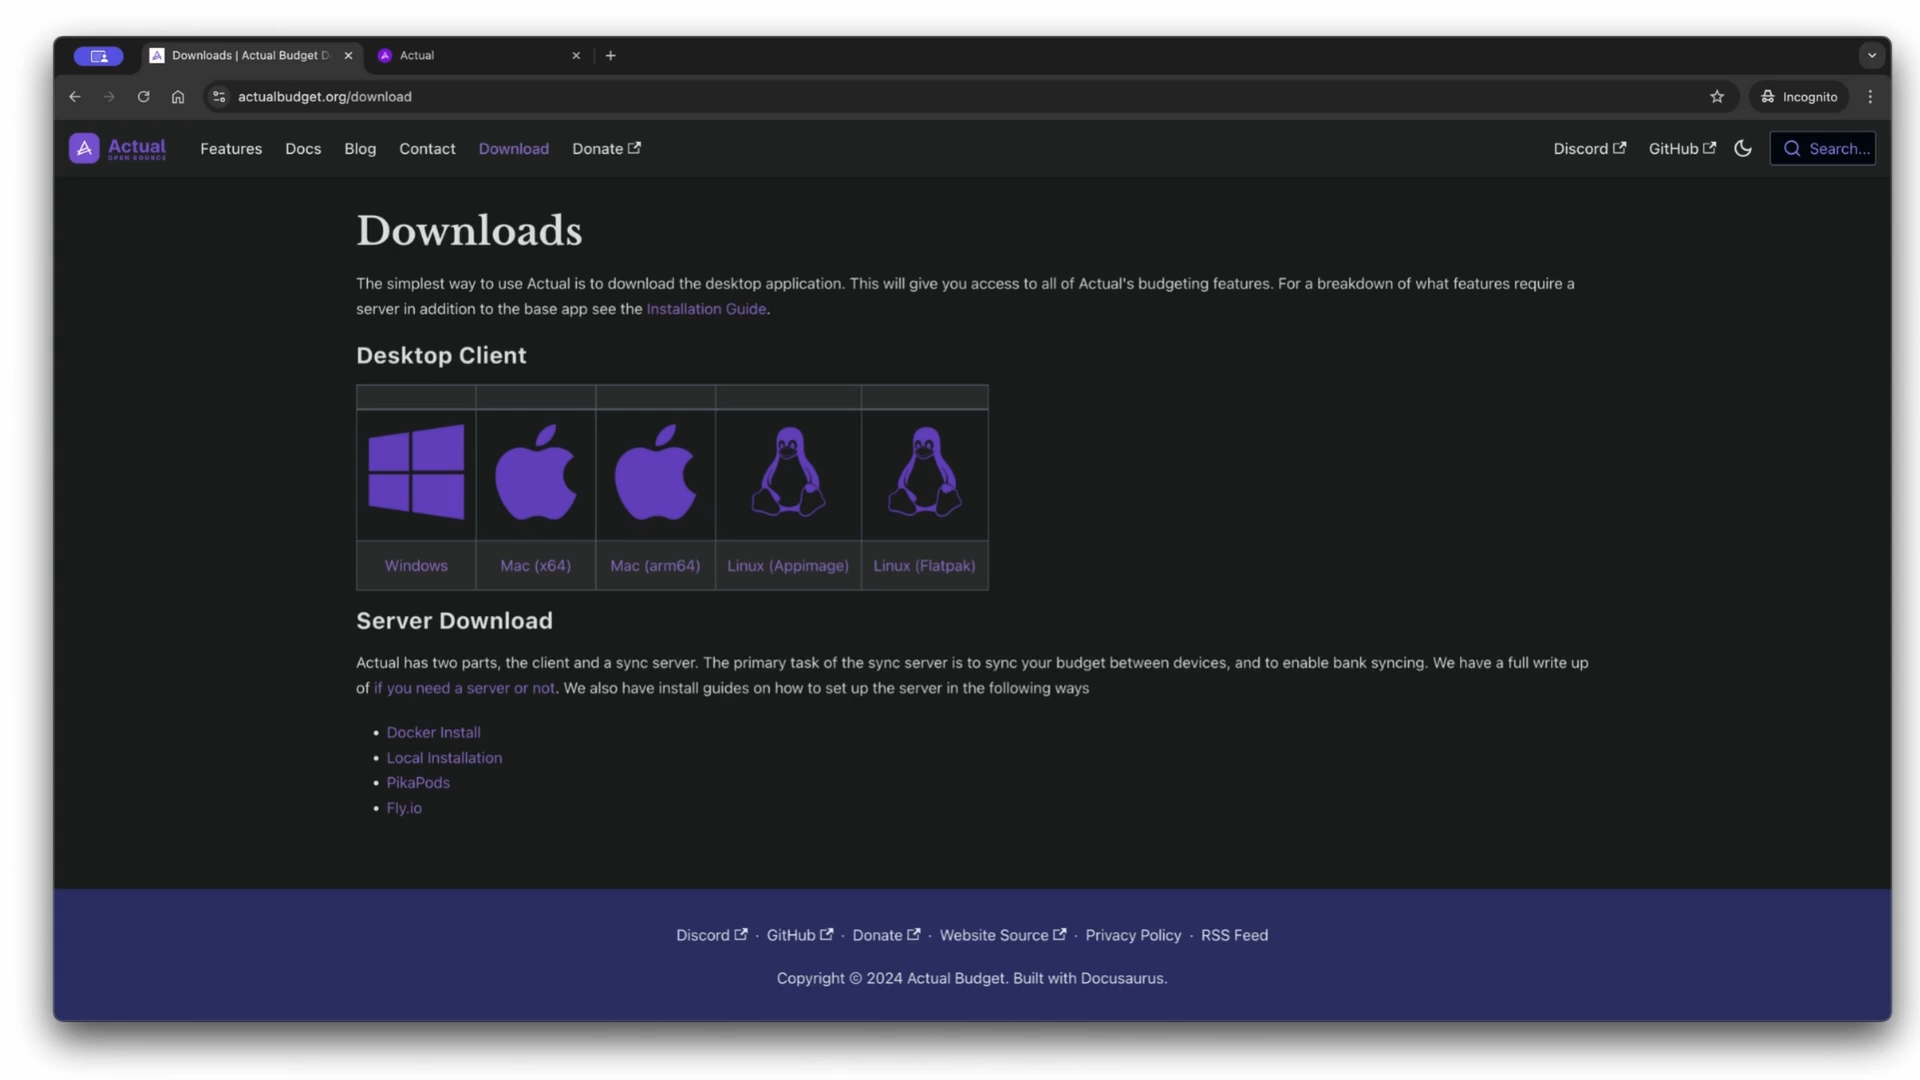 Downloads | Actual Budget D
Actual
actualbudget.org/download
Incognito
Actual
OPEN SOURCE
Features
Docs
Blog
Contact
Download
Donate
Discord
GitHub
Search...
Downloads
The simplest way to use Actual is to download the desktop application. This will give you access to all of Actual's budgeting features. For a breakdown of what features require a
server in addition to the base app see the Installation Guide.
Desktop Client
Windows
Mac (x64)
Mac (arm64)
Linux (Appimage)
Linux (Flatpak)
Server Download
Actual has two parts, the client and a sync server. The primary task of the sync server is to sync your budget between devices, and to enable bank syncing. We have a full write up
of if you need a server or not. We also have install guides on how to set up the server in the following ways
• Docker Install
• Local Installation
• PikaPods
• Fly.io
Discord · GitHub · Donate · Website Source · Privacy Policy · RSS Feed
Copyright © 2024 Actual Budget. Built with Docusaurus.